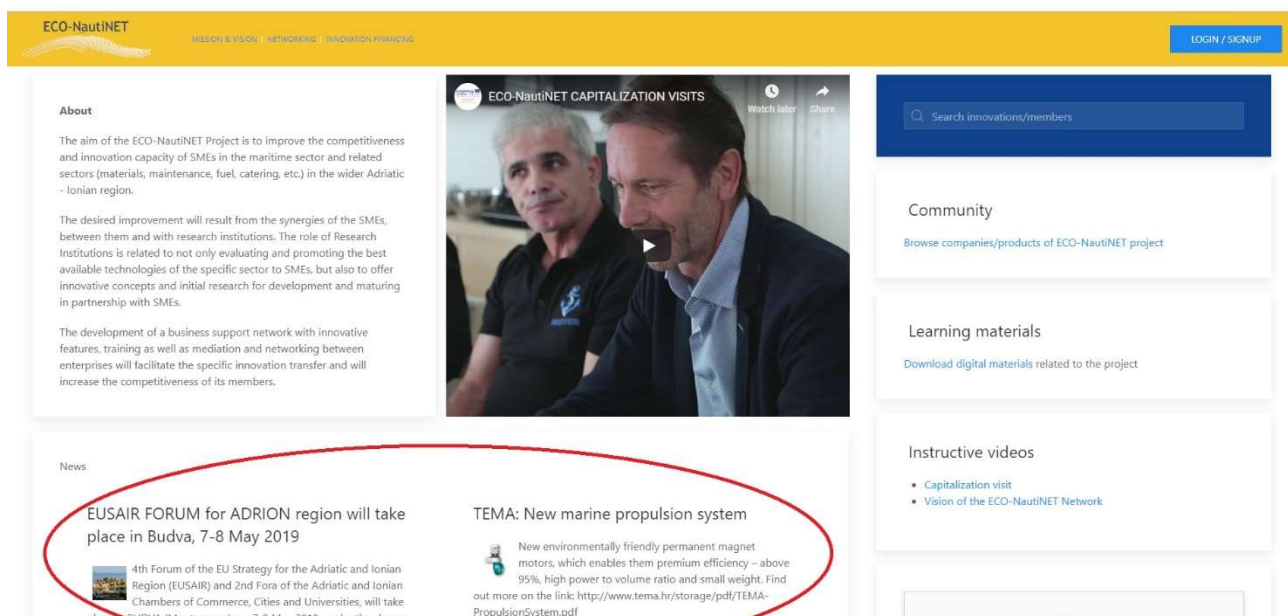 ECO-NautiNET
MISSION & VISION | NETWORKING | INNOVATION FINANCING
LOGIN / SIGNUP
About
The aim of the ECO-NautiNET Project is to improve the competitiveness
and innovation capacity of SMEs in the maritime sector and related
sectors (materials, maintenance, fuel, catering, etc.) in the wider Adriatic
- Ionian region.
The desired improvement will result from the synergies of the SMEs,
between them and with research institutions. The role of Research
Institutions is related to not only evaluating and promoting the best
available technologies of the specific sector to SMEs, but also to offer
innovative concepts and initial research for development and maturing
in partnership with SMEs.
The development of a business support network with innovative
features, training as well as mediation and networking between
enterprises will facilitate the specific innovation transfer and will
increase the competitiveness of its members.
ECO-NautiNET CAPITALIZATION VISITS
Watch later
Share
Search innovations/members
Community
Browse companies/products of ECO-NautiNET project
Learning materials
Download digital materials related to the project
Instructive videos
• Capitalization visit
• Vision of the ECO-NautiNET Network
News
EUSAIR FORUM for ADRION region will take
place in Budva, 7-8 May 2019
4th Forum of the EU Strategy for the Adriatic and Ionian
Region (EUSAIR) and 2nd Fora of the Adriatic and Ionian
Chambers of Commerce, Cities and Universities, will take
TEMA: New marine propulsion system
New environmentally friendly permanent magnet
motors, which enables them premium efficiency – above
95%, high power to volume ratio and small weight. Find
out more on the link: http://www.tema.hr/storage/pdf/TEMA-
PropulsionSystem.pdf